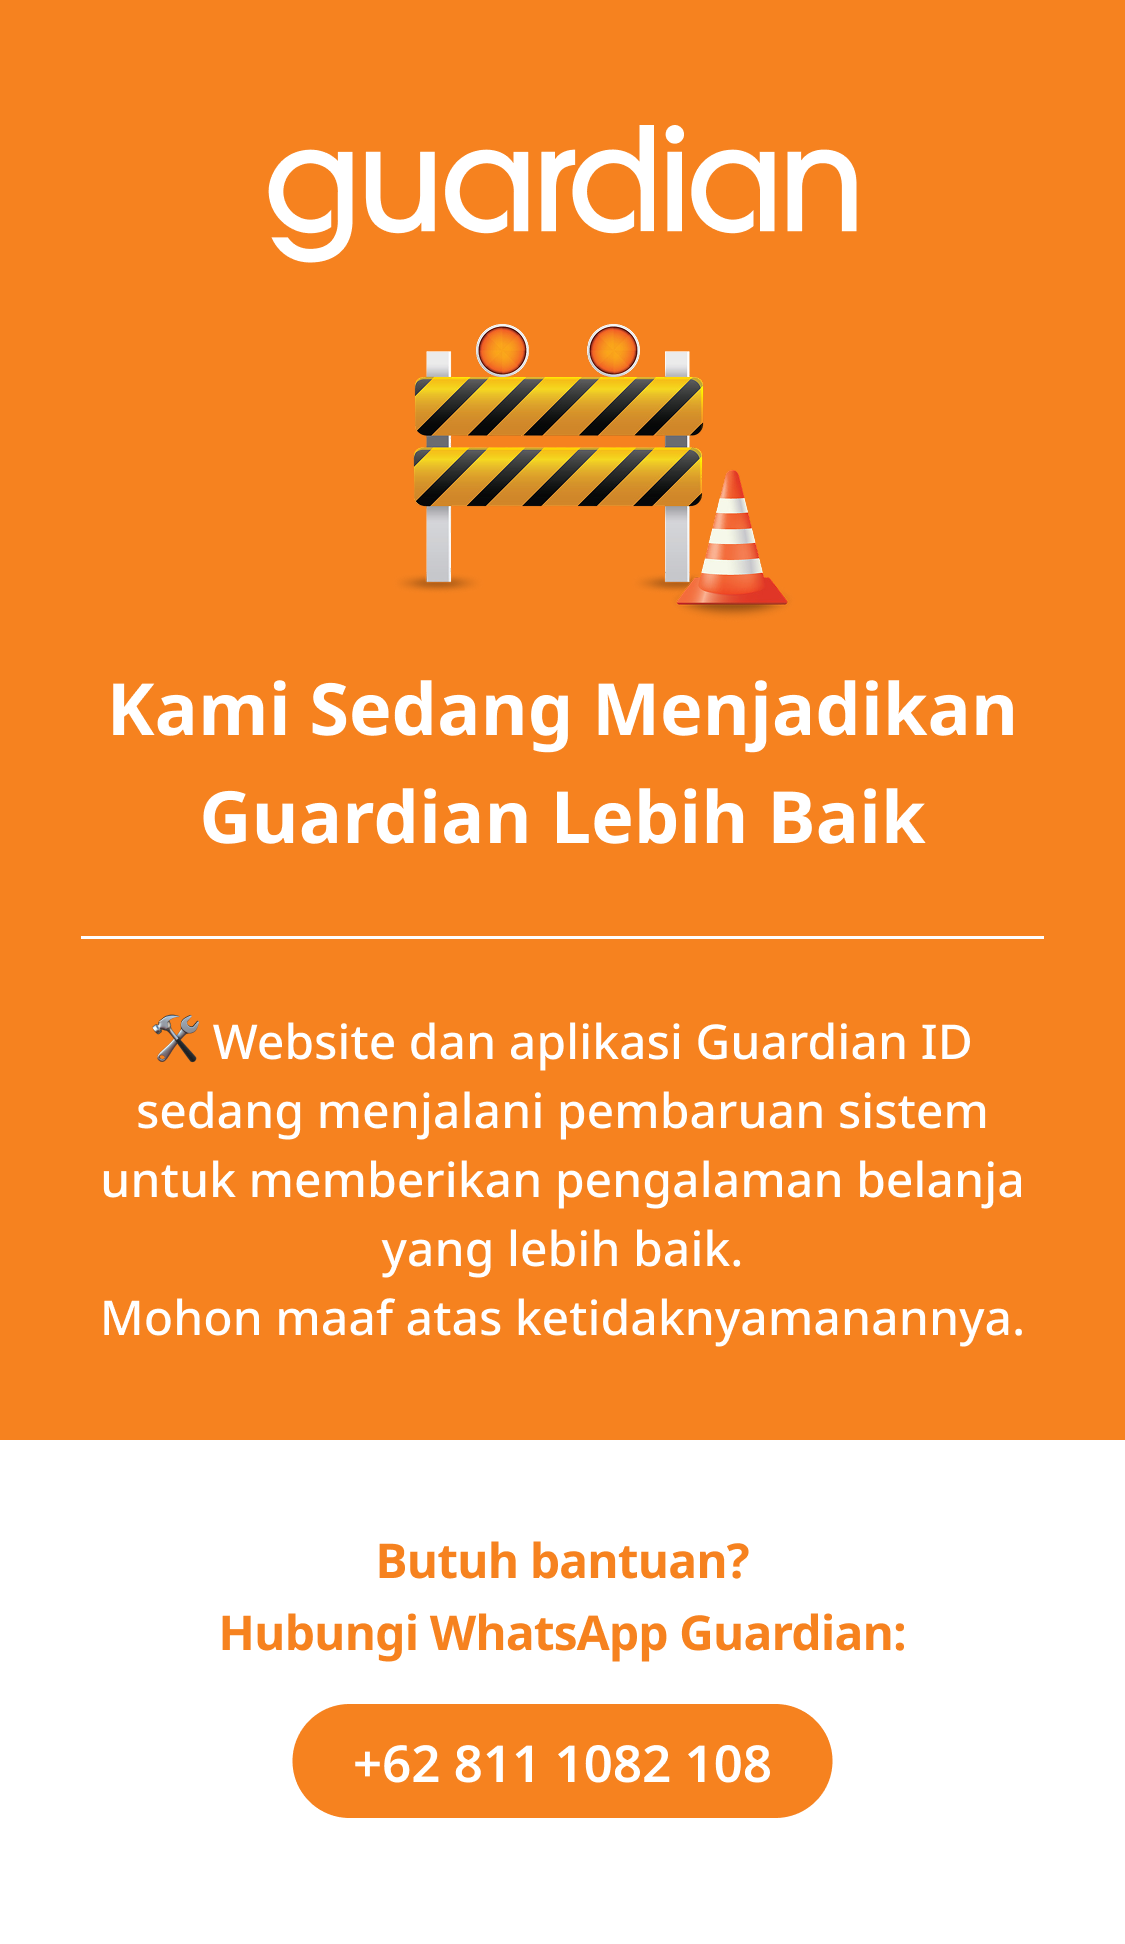 guardian
Kami Sedang Menjadikan
Guardian Lebih Baik
🛠 Website dan aplikasi Guardian ID
sedang menjalani pembaruan sistem
untuk memberikan pengalaman belanja
yang lebih baik.
Mohon maaf atas ketidaknyamanannya.
Butuh bantuan?
Hubungi WhatsApp Guardian:
+62 811 1082 108